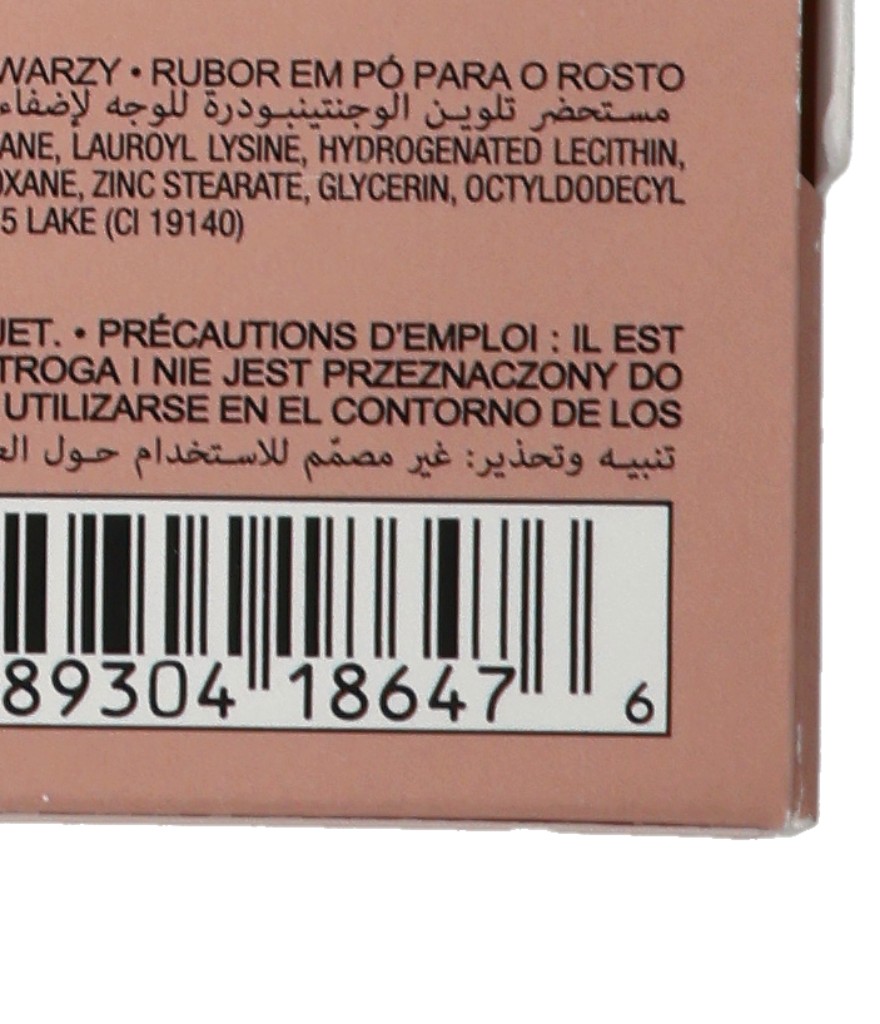 WARZY • RUBOR EM PÓ PARA O ROSTO
مستحضر تلوين الوجنتينبودرة للوجه لإضفاء
ANE, LAUROYL LYSINE, HYDROGENATED LECITHIN,
OXANE, ZINC STEARATE, GLYCERIN, OCTYLDODECYL
5 LAKE (CI 19140)
JET. • PRÉCAUTIONS D'EMPLOI : IL EST
TROGA I NIE JEST PRZEZNACZONY DO
UTILIZARSE EN EL CONTORNO DE LOS
تنبيه وتحذير: غير مصمّم للاستخدام حول
89304 18647 6